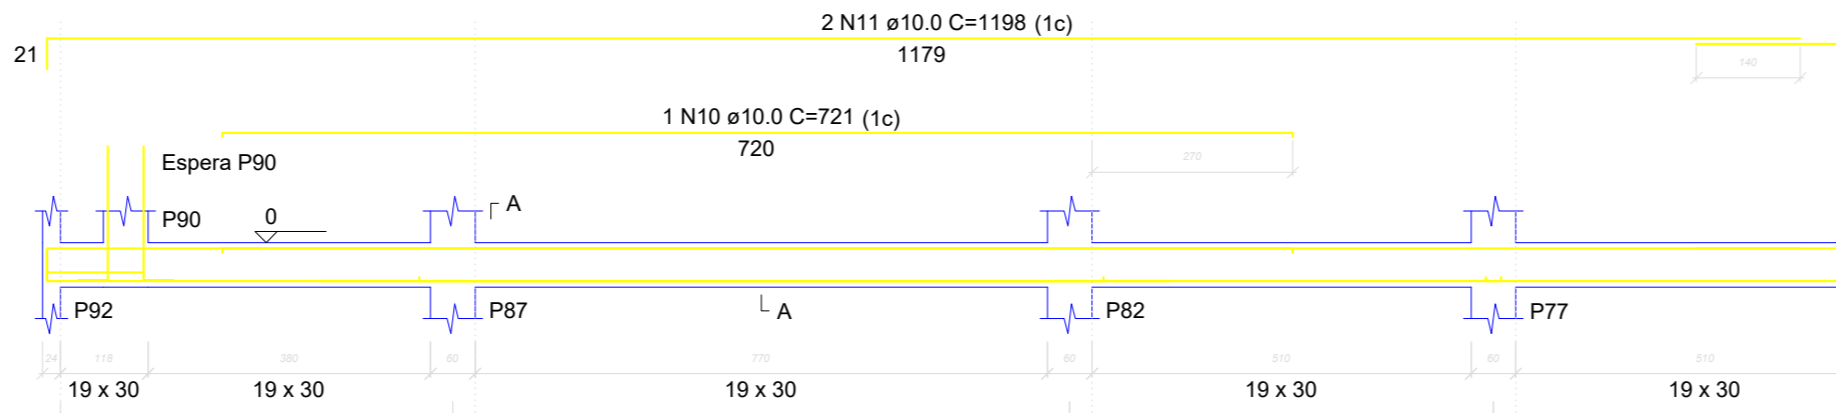 2 N11 ø10.0 C=1198 (1c)
21
1179
140
1 N10 ø10.0 C=721 (1c)
720
270
Espera P90
P90
0
A
P92
P87
A
P82
P77
24
118
380
60
770
60
510
60
510
19 x 30
19 x 30
19 x 30
19 x 30
19 x 30